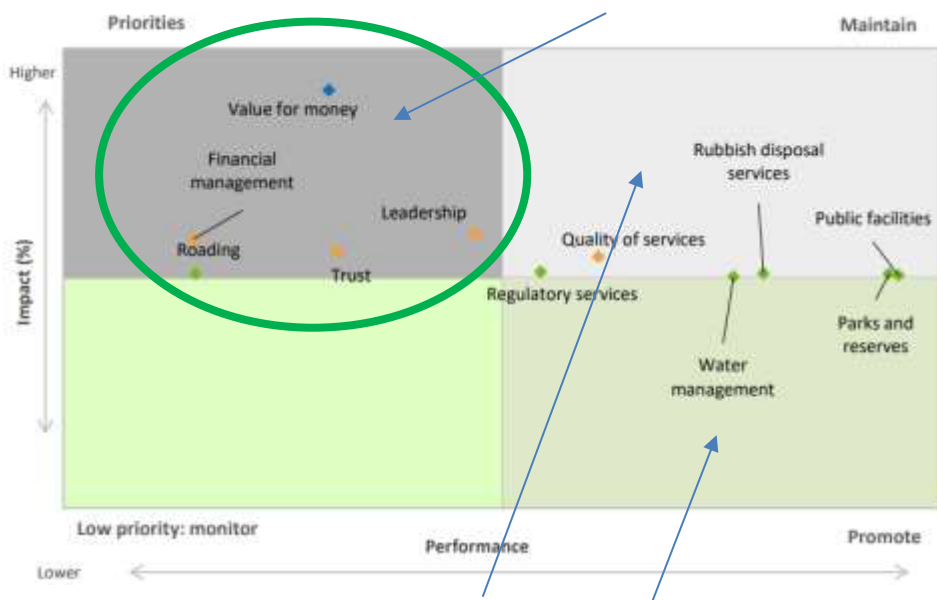 Priorities
Maintain
Higher
Value for money
Rubbish disposal
services
Financial
management
Leadership
Public facilities
Roading
Quality of services
Trust
Regulatory services
Impact (%)
Parks and
reserves
Water
management
Low priority: monitor
Performance
Promote
Lower